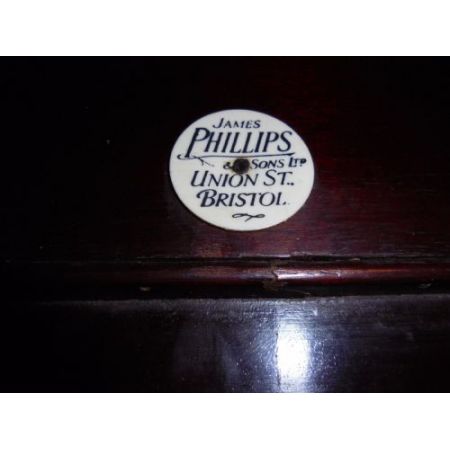 JAMES
PHILLIPS
& SONS LTD
UNION ST.,
BRISTOL.